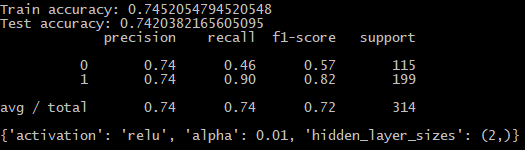 Train accuracy: 0.7452054794520548
Test accuracy: 0.7420382165605095
precision recall f1-score support
0 0.74 0.46 0.57 115
1 0.74 0.90 0.82 199
avg / total 0.74 0.74 0.72 314
{'activation': 'relu', 'alpha': 0.01, 'hidden_layer_sizes': (2,)}